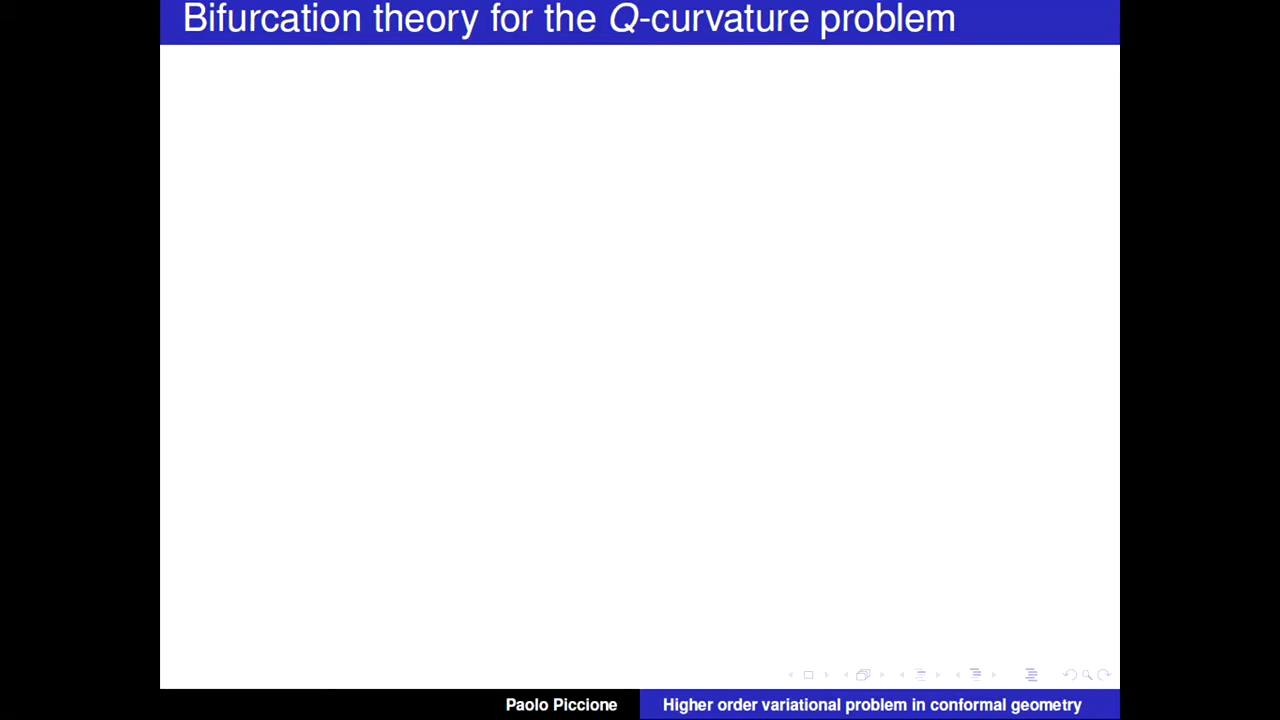 Bifurcation theory for the Q-curvature problem
Paolo Piccione
Higher order variational problem in conformal geometry